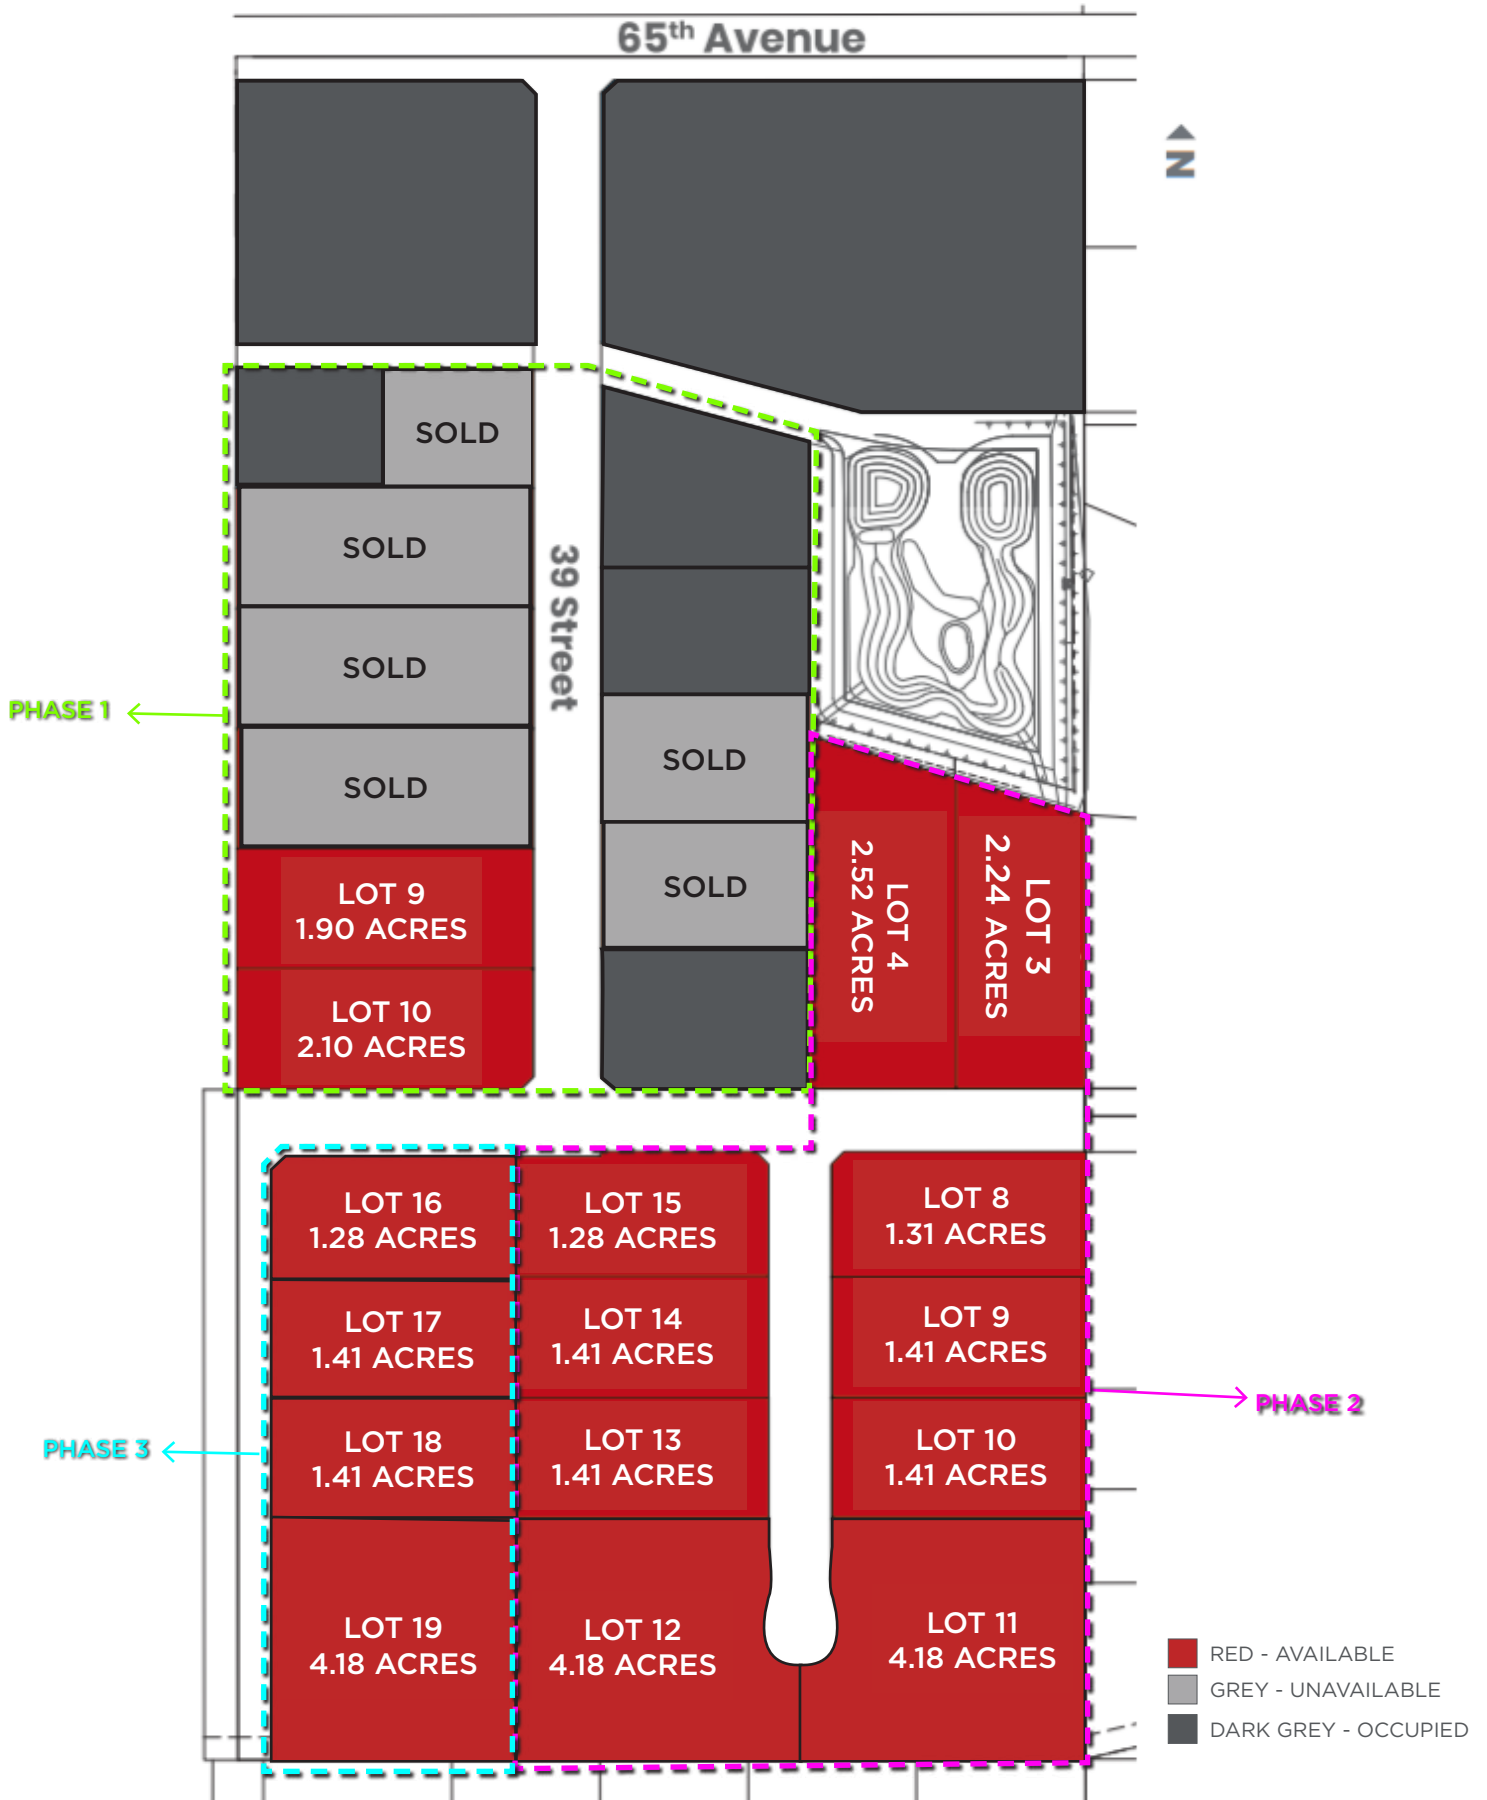 65th Avenue
N
SOLD
SOLD
39 Street
SOLD
PHASE 1
SOLD
SOLD
SOLD
LOT 9
1.90 ACRES
LOT 10
2.10 ACRES
LOT 4
2.52 ACRES
LOT 3
2.24 ACRES
LOT 16
1.28 ACRES
LOT 15
1.28 ACRES
LOT 8
1.31 ACRES
LOT 17
1.41 ACRES
LOT 14
1.41 ACRES
LOT 9
1.41 ACRES
PHASE 2
PHASE 3
LOT 18
1.41 ACRES
LOT 13
1.41 ACRES
LOT 10
1.41 ACRES
LOT 19
4.18 ACRES
LOT 12
4.18 ACRES
LOT 11
4.18 ACRES
RED - AVAILABLE
GREY - UNAVAILABLE
DARK GREY - OCCUPIED